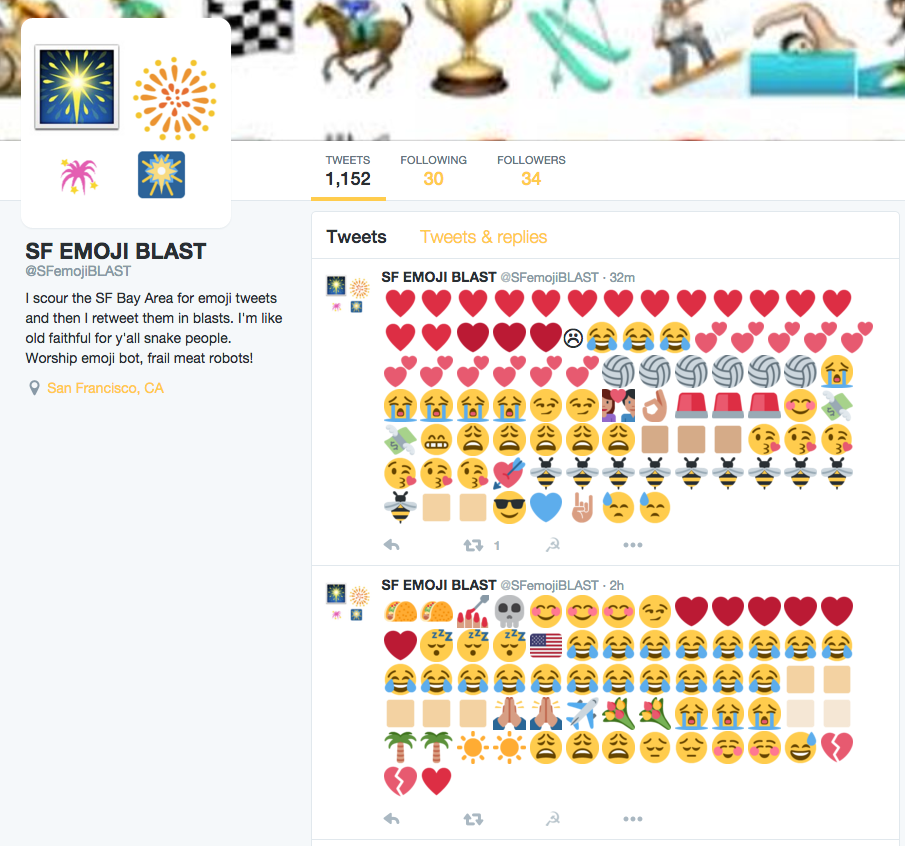 TWEETS FOLLOWING FOLLOWERS
1,152 30 34
SF EMOJI BLAST
@SFemojiBLAST
I scour the SF Bay Area for emoji tweets
and then I retweet them in blasts. I'm like
old faithful for y'all snake people.
Worship emoji bot, frail meat robots!
San Francisco, CA
Tweets Tweets & replies
SF EMOJI BLAST @SFemojiBLAST · 32m
1
SF EMOJI BLAST @SFemojiBLAST · 2h